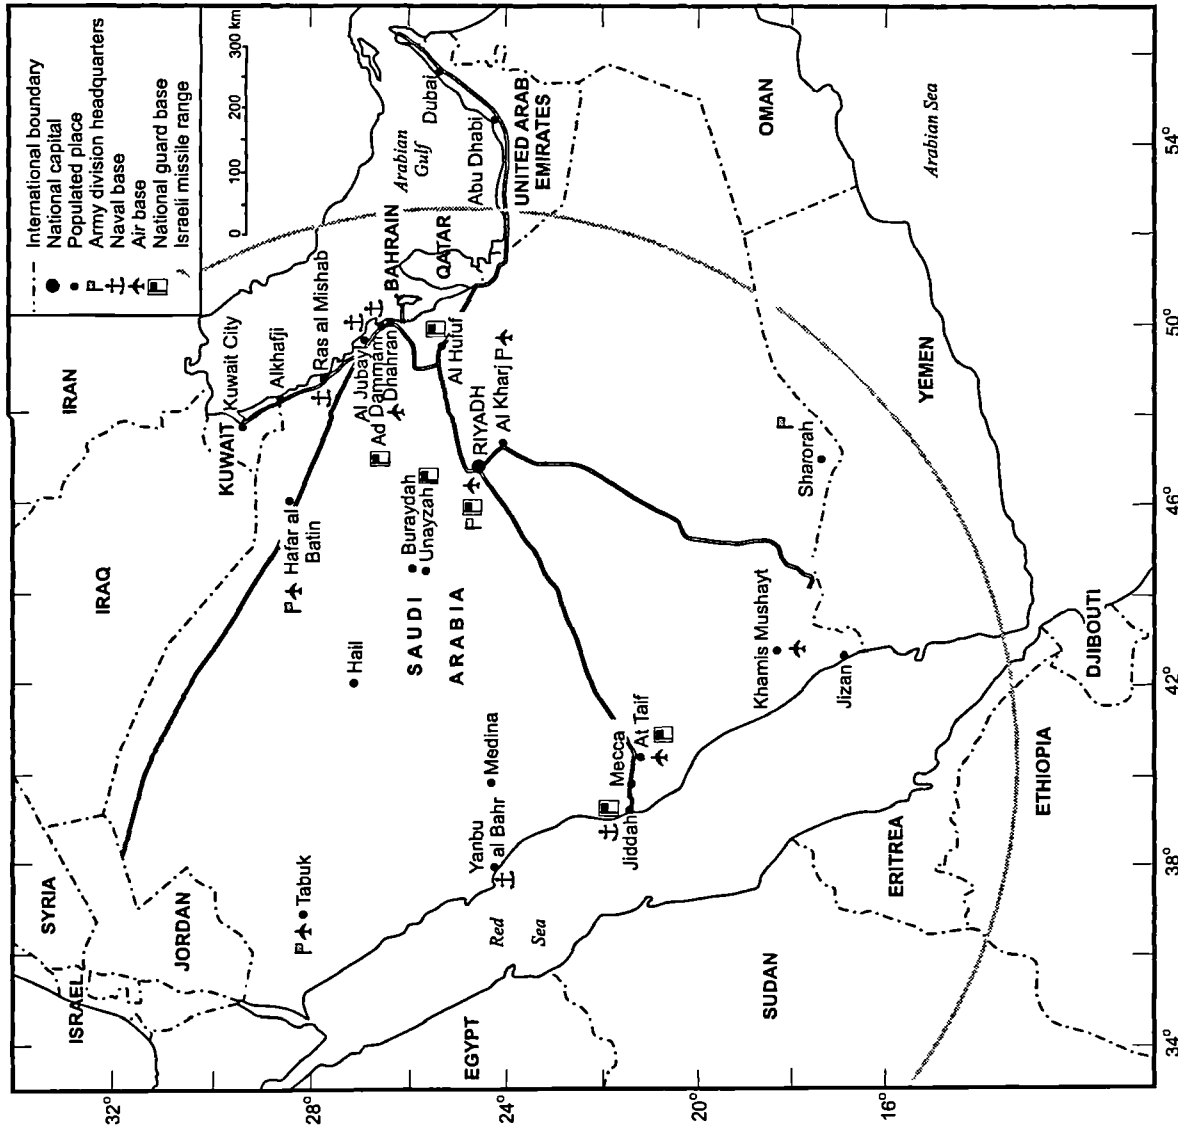 International boundary
National capital
Populated place
Army division headquarters
Naval base
Air base
National guard base
Israeli missile range
0 100 200 300 km
SYRIA
ISRAEL
JORDAN
IRAQ
IRAN
KUWAIT
Kuwait City
Alkhafji
Ras al Mishab
Hafar al
Batin
Tabuk
Hail
Al Jubayl
Ad Dammam
Dhahran
BAHRAIN
QATAR
Arabian
Gulf
Dubai
Abu Dhabi
UNITED ARAB
EMIRATES
Buraydah
Unayzah
SAUDI
ARABIA
Al Hufuf
RIYADH
Al Kharj
Medina
Yanbu
al Bahr
Red
Sea
EGYPT
Mecca
At Taif
Jiddah
OMAN
Arabian Sea
Sharorah
Khamis Mushayt
Jizan
YEMEN
SUDAN
ERITREA
ETHIOPIA
DJIBOUTI
32°
28°
24°
20°
16°
34°
38°
42°
46°
50°
54°